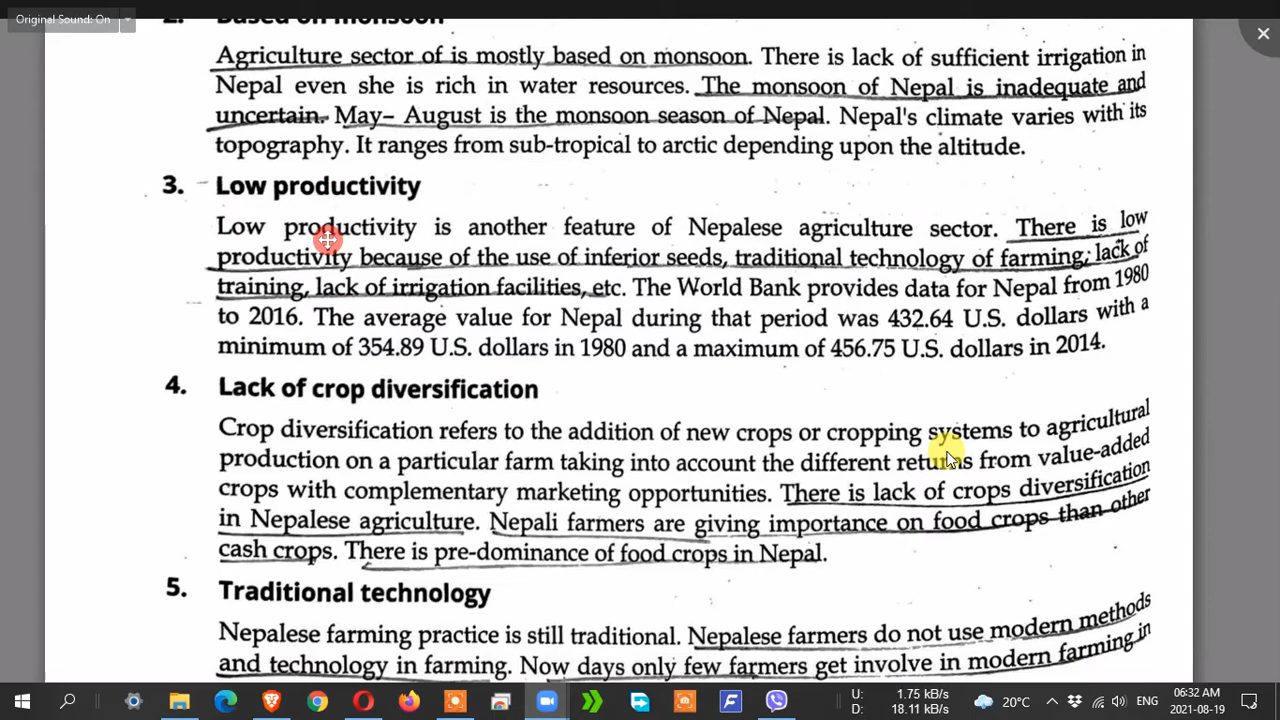 Original Sound: On
2. Based on monsoon
Agriculture sector of is mostly based on monsoon. There is lack of sufficient irrigation in
Nepal even she is rich in water resources. The monsoon of Nepal is inadequate and
uncertain. May– August is the monsoon season of Nepal. Nepal's climate varies with its
topography. It ranges from sub-tropical to arctic depending upon the altitude.
3. Low productivity
Low productivity is another feature of Nepalese agriculture sector. There is low
productivity because of the use of inferior seeds, traditional technology of farming; lack of
training, lack of irrigation facilities, etc. The World Bank provides data for Nepal from 1980
to 2016. The average value for Nepal during that period was 432.64 U.S. dollars with a
minimum of 354.89 U.S. dollars in 1980 and a maximum of 456.75 U.S. dollars in 2014.
4. Lack of crop diversification
Crop diversification refers to the addition of new crops or cropping systems to agricultural
production on a particular farm taking into account the different returns from value-added
crops with complementary marketing opportunities. There is lack of crops diversification
in Nepalese agriculture. Nepali farmers are giving importance on food crops than other
cash crops. There is pre-dominance of food crops in Nepal.
5. Traditional technology
Nepalese farming practice is still traditional. Nepalese farmers do not use modern methods
and technology in farming. Now days only few farmers get involve in modern farming in
U: 1.75 kB/s
D: 18.11 kB/s
20°C
ENG
06:32 AM
2021-08-19